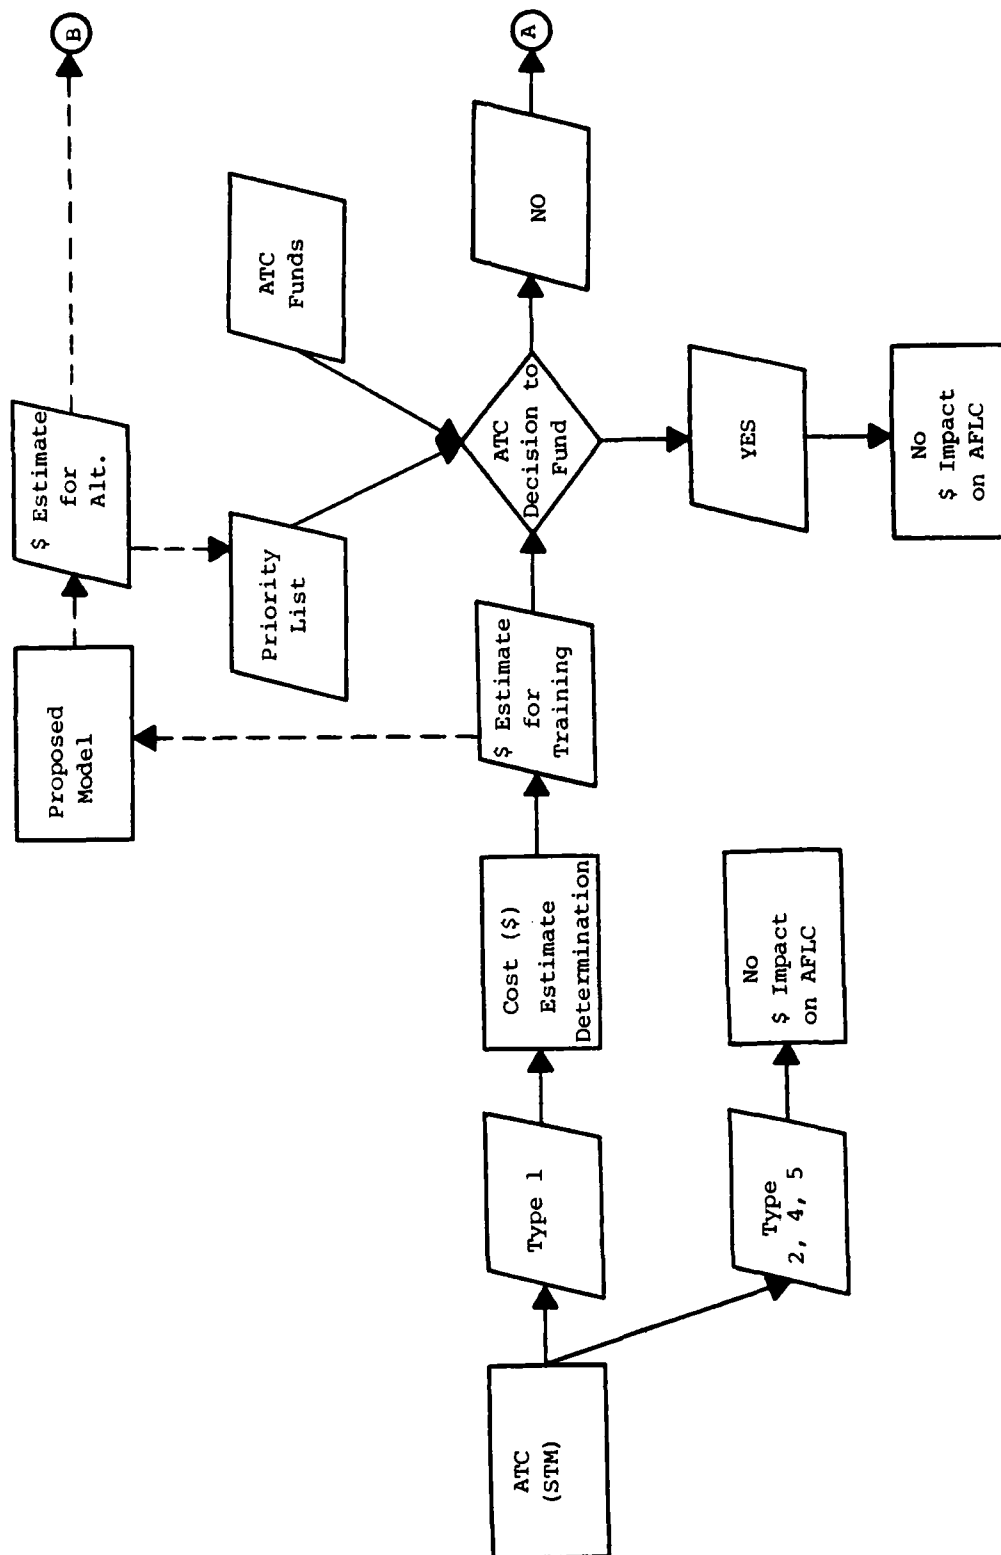 ATC
(STM)
Type 1
Type
2, 4, 5
Cost ($)
Estimate
Determination
No
$ Impact
on AFLC
$ Estimate
for
Training
Proposed
Model
$ Estimate
for
Alt.
Priority
List
ATC
Funds
ATC
Decision to
Fund
YES
No
$ Impact
on AFLC
NO
A
B